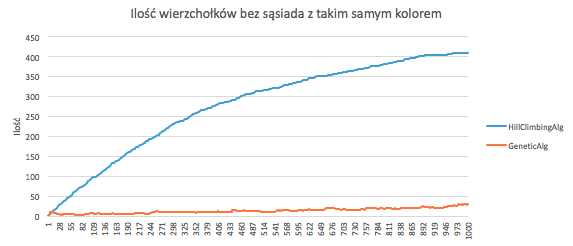 Ilość wierzchołków bez sąsiada z takim samym kolorem
450
400
350
300
250
200
150
100
50
0
Ilość
1 28 55 82 109 136 163 190 217 244 271 298 325 352 379 406 433 460 487 514 541 568 595 622 649 676 703 730 757 784 811 838 865 892 919 946 973 1000
HillClimbingAlg
GeneticAlg